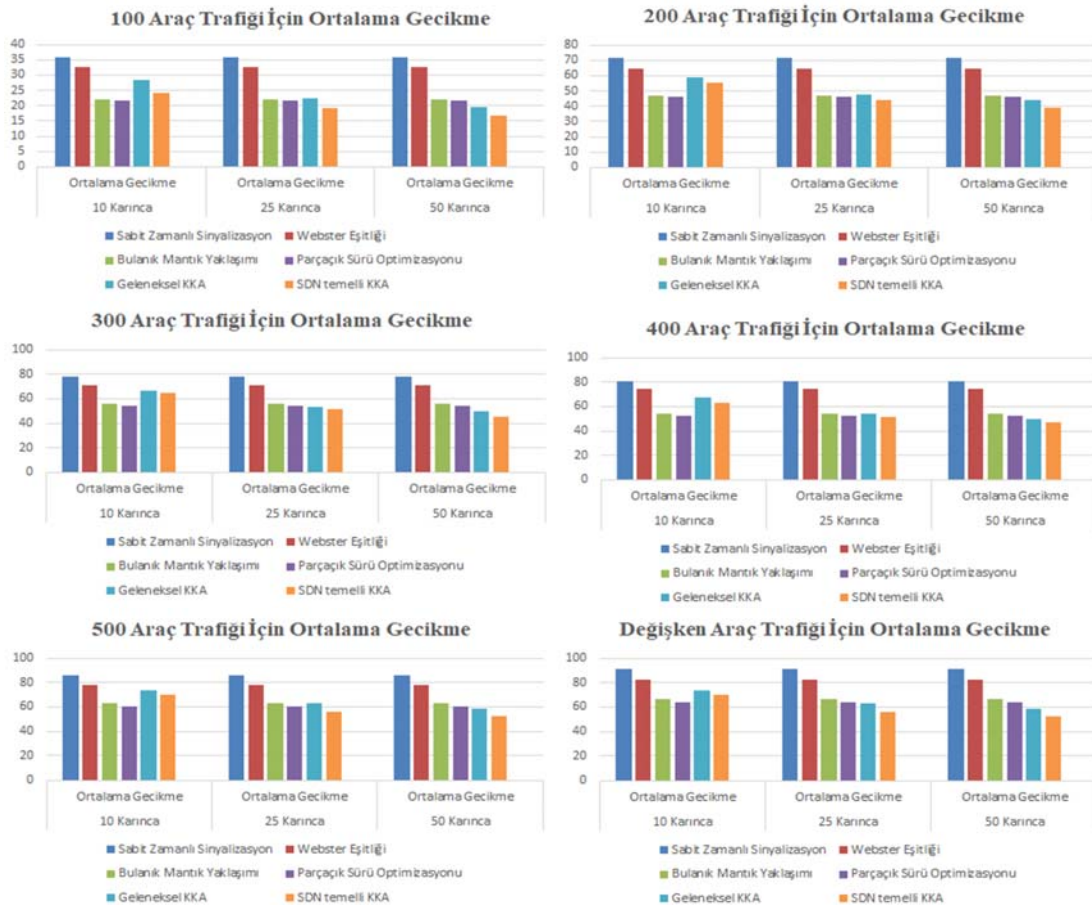 100 Araç Trafiği İçin Ortalama Gecikme
40
35
30
25
20
15
10
5
0
Ortalama Gecikme Ortalama Gecikme Ortalama Gecikme
10 Karınca 25 Karınca 50 Karınca
Sabit Zamanlı Sinyalizasyon Webster Eşitliği
Bulanık Mantık Yaklaşımı Parçacık Sürü Optimizasyonu
Geleneksel KKA SDN temelli KKA
200 Araç Trafiği İçin Ortalama Gecikme
80
70
60
50
40
30
20
10
0
Ortalama Gecikme Ortalama Gecikme Ortalama Gecikme
10 Karınca 25 Karınca 50 Karınca
Sabit Zamanlı Sinyalizasyon Webster Eşitliği
Bulanık Mantık Yaklaşımı Parçacık Sürü Optimizasyonu
Geleneksel KKA SDN temelli KKA
300 Araç Trafiği İçin Ortalama Gecikme
100
80
60
40
20
0
Ortalama Gecikme Ortalama Gecikme Ortalama Gecikme
10 Karınca 25 Karınca 50 Karınca
Sabit Zamanlı Sinyalizasyon Webster Eşitliği
Bulanık Mantık Yaklaşımı Parçacık Sürü Optimizasyonu
Geleneksel KKA SDN temelli KKA
400 Araç Trafiği İçin Ortalama Gecikme
100
80
60
40
20
0
Ortalama Gecikme Ortalama Gecikme Ortalama Gecikme
10 Karınca 25 Karınca 50 Karınca
Sabit Zamanlı Sinyalizasyon Webster Eşitliği
Bulanık Mantık Yaklaşımı Parçacık Sürü Optimizasyonu
Geleneksel KKA SDN temelli KKA
500 Araç Trafiği İçin Ortalama Gecikme
100
80
60
40
20
0
Ortalama Gecikme Ortalama Gecikme Ortalama Gecikme
10 Karınca 25 Karınca 50 Karınca
Sabit Zamanlı Sinyalizasyon Webster Eşitliği
Bulanık Mantık Yaklaşımı Parçacık Sürü Optimizasyonu
Geleneksel KKA SDN temelli KKA
Değişken Araç Trafiği İçin Ortalama Gecikme
100
80
60
40
20
0
Ortalama Gecikme Ortalama Gecikme Ortalama Gecikme
10 Karınca 25 Karınca 50 Karınca
Sabit Zamanlı Sinyalizasyon Webster Eşitliği
Bulanık Mantık Yaklaşımı Parçacık Sürü Optimizasyonu
Geleneksel KKA SDN temelli KKA